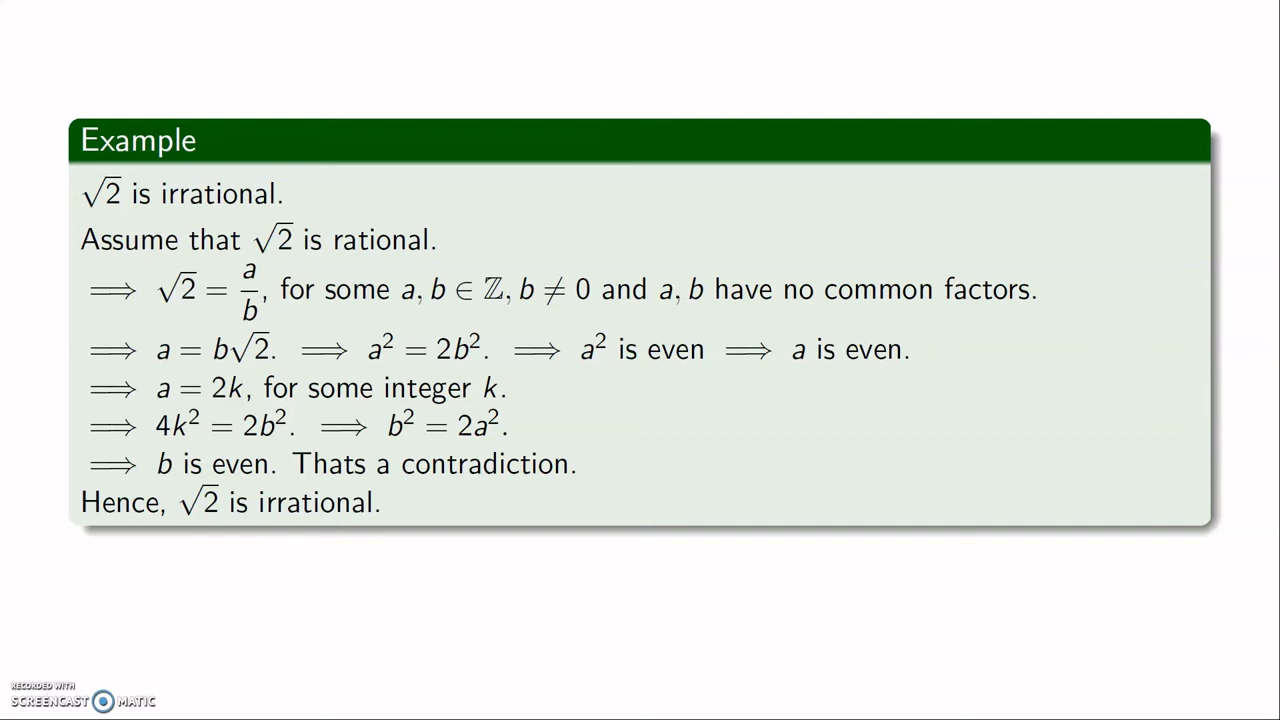 Example
√2 is irrational.
Assume that √2 is rational.
⟹ √2 = a/b, for some a, b ∈ ℤ, b ≠ 0 and a, b have no common factors.
⟹ a = b√2. ⟹ a² = 2b². ⟹ a² is even ⟹ a is even.
⟹ a = 2k, for some integer k.
⟹ 4k² = 2b². ⟹ b² = 2a².
⟹ b is even. Thats a contradiction.
Hence, √2 is irrational.
RECORDED WITH
SCREENCAST MATIC